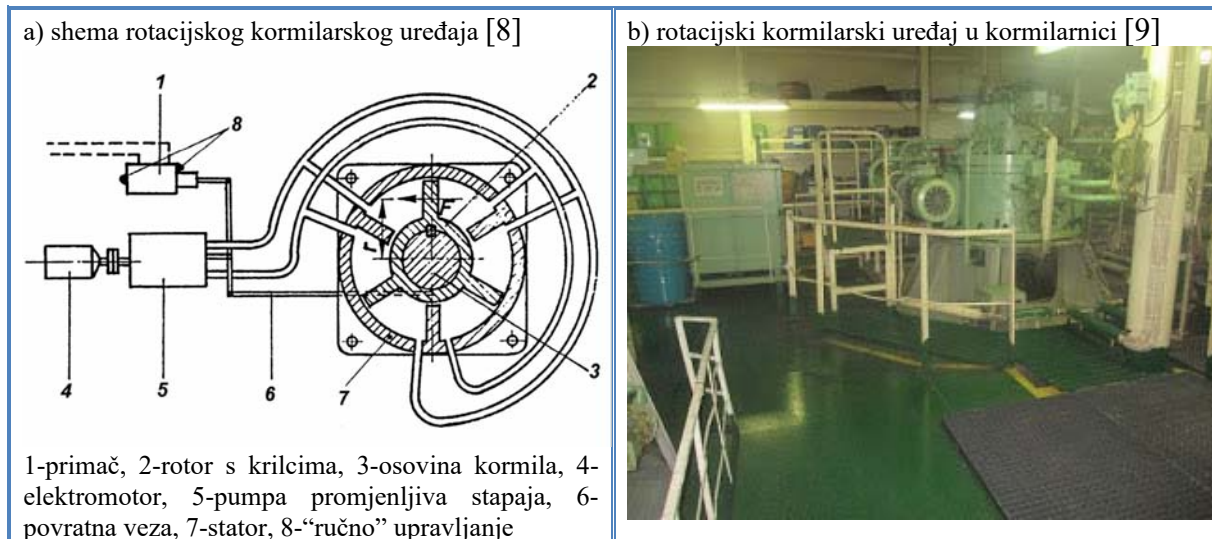 a) shema rotacijskog kormilarskog uređaja [8]
1
8
2
F
r
4
5
6
7
3
1-primač, 2-rotor s krilcima, 3-osovina kormila, 4-
elektromotor, 5-pumpa promjenljiva stapaja, 6-
povratna veza, 7-stator, 8-“ručno” upravljanje
b) rotacijski kormilarski uređaj u kormilarnici [9]